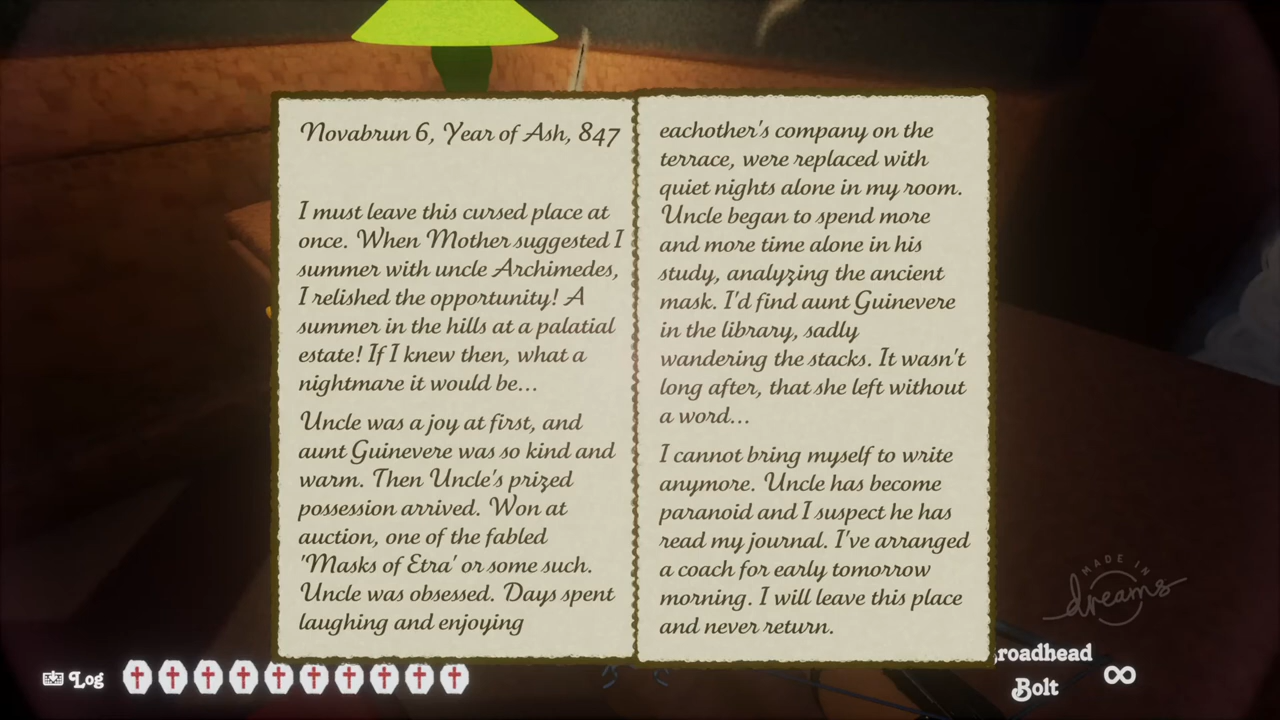 Novabrun 6, Year of Ash, 847
I must leave this cursed place at
once. When Mother suggested I
summer with uncle Archimedes,
I relished the opportunity! A
summer in the hills at a palatial
estate! If I knew then, what a
nightmare it would be...
Uncle was a joy at first, and
aunt Guinevere was so kind and
warm. Then Uncle's prized
possession arrived. Won at
auction, one of the fabled
'Masks of Etra' or some such.
Uncle was obsessed. Days spent
laughing and enjoying
eachother's company on the
terrace, were replaced with
quiet nights alone in my room.
Uncle began to spend more
and more time alone in his
study, analyzing the ancient
mask. I'd find aunt Guinevere
in the library, sadly
wandering the stacks. It wasn't
long after, that she left without
a word...
I cannot bring myself to write
anymore. Uncle has become
paranoid and I suspect he has
read my journal. I've arranged
a coach for early tomorrow
morning. I will leave this place
and never return.
MADE IN
dreams
Log
roadhead
Bolt
∞